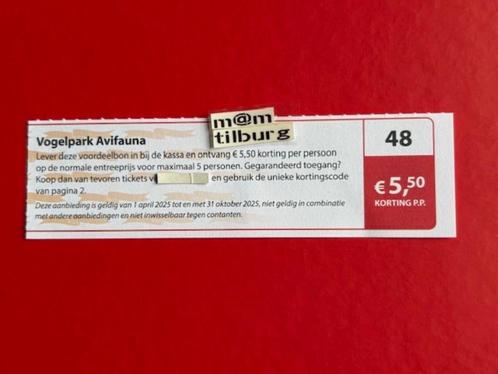 m@m
tilburg
Vogelpark Avifauna
Lever deze voordeelbon in bij de kassa en ontvang € 5,50 korting per persoon
op de normale entreeprijs voor maximaal 5 personen. Gegarandeerd toegang?
Koop dan van tevoren tickets v en gebruik de unieke kortingscode
van pagina 2.
Deze aanbieding is geldig van 1 april 2025 tot en met 31 oktober 2025, niet geldig in combinatie
met andere aanbiedingen en niet inwisselbaar tegen contanten.
48
€5,50
KORTING P.P.